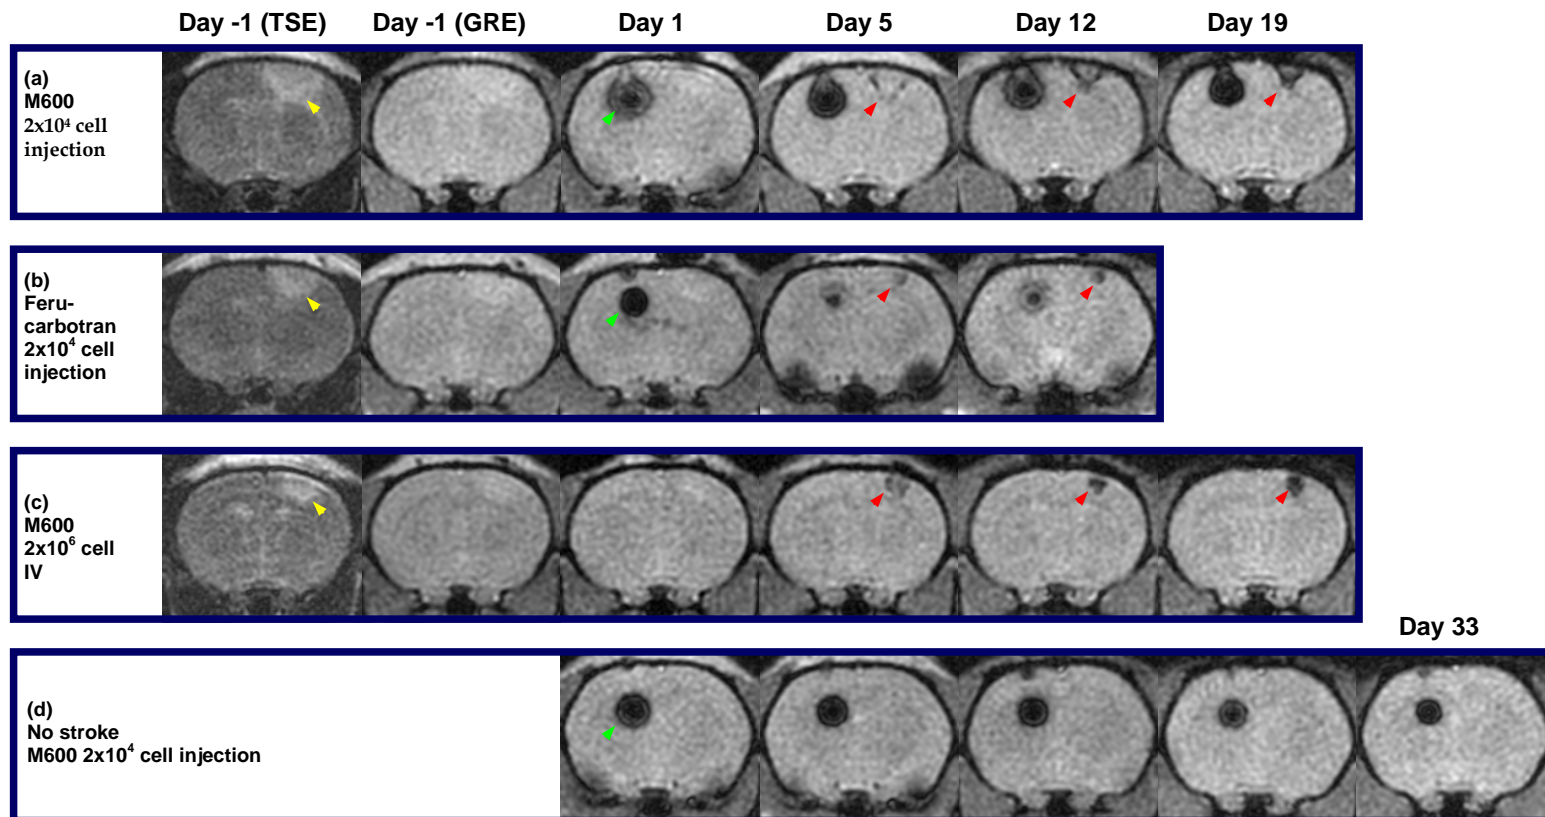 Day -1 (TSE) Day -1 (GRE) Day 1 Day 5 Day 12 Day 19
(a)
M600
2x10⁴ cell
injection
(b)
Feru-
carbotran
2x10⁴ cell
injection
(c)
M600
2x10⁶ cell
IV
Day 33
(d)
No stroke
M600 2x10⁴ cell injection